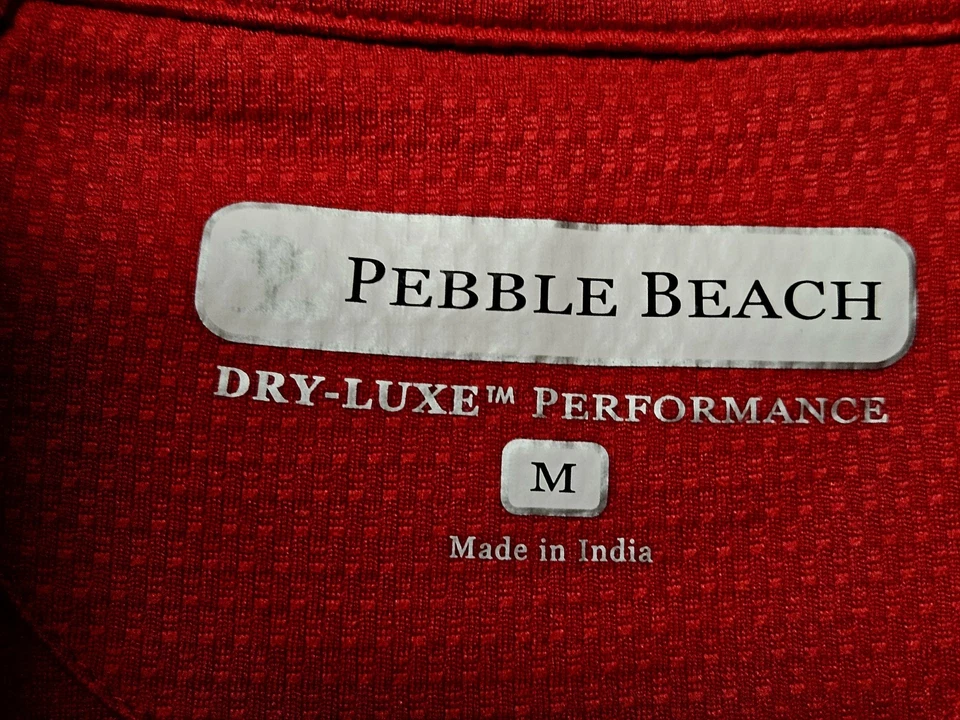 PEBBLE BEACH
DRY-LUXE™ PERFORMANCE
M
Made in India